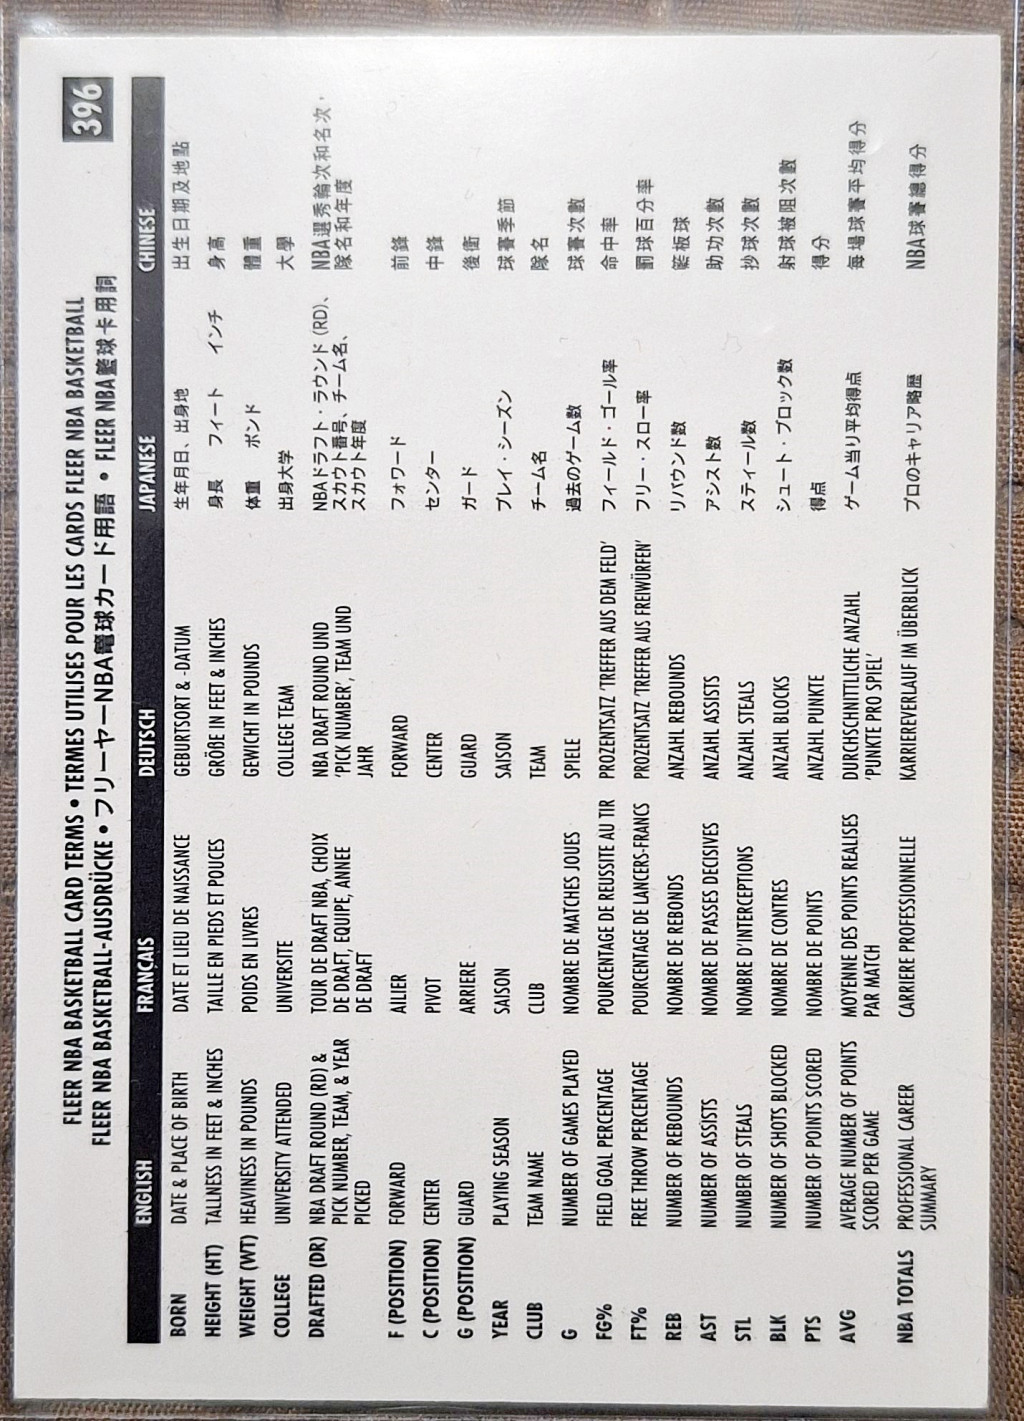 396
FLEER NBA BASKETBALL CARD TERMS • TERMES UTILISES POUR LES CARDS FLEER NBA BASKETBALL
FLEER NBA BASKETBALL-AUSDRÜCKE • フリーヤーNBA籠球カード用語 • FLEER NBA籃球卡用詞
ENGLISH FRANÇAIS DEUTSCH JAPANESE CHINESE
BORN DATE & PLACE OF BIRTH DATE ET LIEU DE NAISSANCE GEBURTSORT & -DATUM 生年月日、出身地 出生日期及地點
HEIGHT (HT) TALLNESS IN FEET & INCHES TAILLE EN PIEDS ET POUCES GRÖßE IN FEET & INCHES 身長 フィート インチ 身高
WEIGHT (WT) HEAVINESS IN POUNDS POIDS EN LIVRES GEWICHT IN POUNDS 体重 ポンド 體重
COLLEGE UNIVERSITY ATTENDED UNIVERSITE COLLEGE TEAM 出身大学 大學
DRAFTED (DR) NBA DRAFT ROUND (RD) & TOUR DE DRAFT NBA, CHOIX NBA DRAFT ROUND UND NBAドラフト・ラウンド (RD)、 NBA選秀輪次和名次・
PICK NUMBER, TEAM, & YEAR DE DRAFT, EQUIPE, ANNEE 'PICK NUMBER', TEAM UND スカウト番号、チーム名、 隊名和年度
PICKED DE DRAFT JAHR スカウト年度
F (POSITION) FORWARD AILIER FORWARD フォワード 前鋒
C (POSITION) CENTER PIVOT CENTER センター 中鋒
G (POSITION) GUARD ARRIERE GUARD ガード 後衛
YEAR PLAYING SEASON SAISON SAISON プレイ・シーズン 球賽季節
CLUB TEAM NAME CLUB TEAM チーム名 隊名
G NUMBER OF GAMES PLAYED NOMBRE DE MATCHES JOUES SPIELE 過去のゲーム数 球賽次數
FG% FIELD GOAL PERCENTAGE POURCENTAGE DE REUSSITE AU TIR PROZENTSATZ 'TREFFER AUS DEM FELD' フィールド・ゴール率 命中率
FT% FREE THROW PERCENTAGE POURCENTAGE DE LANCERS-FRANCS PROZENTSATZ 'TREFFER AUS FREIWÜRFEN' フリー・スロー率 罰球百分率
REB NUMBER OF REBOUNDS NOMBRE DE REBONDS ANZAHL REBOUNDS リバウンド数 籃板球
AST NUMBER OF ASSISTS NOMBRE DE PASSES DECISIVES ANZAHL ASSISTS アシスト数 助功次數
STL NUMBER OF STEALS NOMBRE D'INTERCEPTIONS ANZAHL STEALS スティール数 抄球次數
BLK NUMBER OF SHOTS BLOCKED NOMBRE DE CONTRES ANZAHL BLOCKS シュート・ブロック数 射球被阻次數
PTS NUMBER OF POINTS SCORED NOMBRE DE POINTS ANZAHL PUNKTE 得点 得分
AVG AVERAGE NUMBER OF POINTS MOYENNE DES POINTS REALISES DURCHSCHNITTLICHE ANZAHL ゲーム当り平均得点 每場球賽平均得分
SCORED PER GAME PAR MATCH 'PUNKTE PRO SPIEL'
NBA TOTALS PROFESSIONAL CAREER CARRIERE PROFESSIONNELLE KARRIEREVERLAUF IM ÜBERBLICK プロのキャリア略歴 NBA球賽總得分
SUMMARY